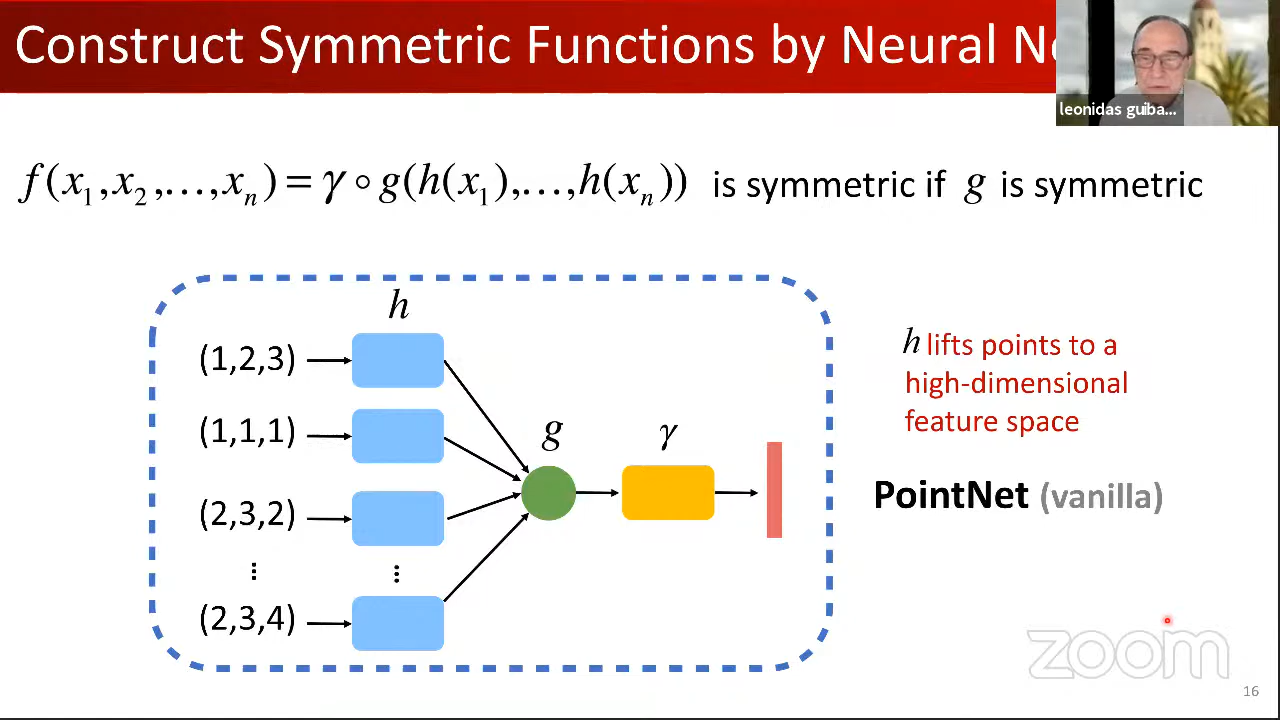 Construct Symmetric Functions by Neural
leonidas guiba...
f(x₁,x₂,…,xₙ) = γ ∘ g(h(x₁),…,h(xₙ)) is symmetric if g is symmetric
h
(1,2,3)
(1,1,1)
(2,3,2)
⋮ ⋮
(2,3,4)
g
γ
h lifts points to a
high-dimensional
feature space
PointNet (vanilla)
zoom
16